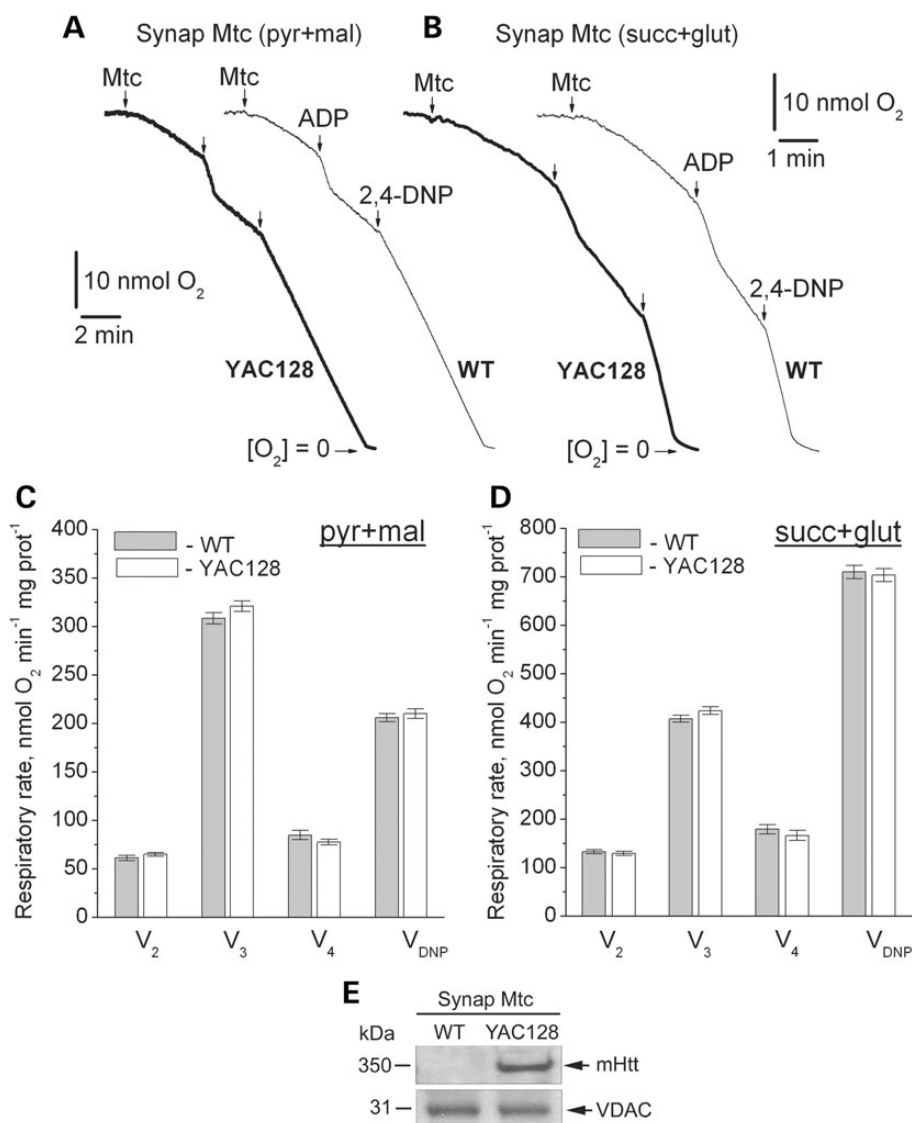 A
Synap Mtc (pyr+mal)
Mtc
Mtc
ADP
2,4-DNP
10 nmol O₂
2 min
YAC128
WT
[O₂] = 0
B
Synap Mtc (succ+glut)
Mtc
Mtc
10 nmol O₂
1 min
ADP
2,4-DNP
YAC128
WT
[O₂] = 0
C
Respiratory rate, nmol O₂ min⁻¹ mg prot⁻¹
400
350
300
250
200
150
100
50
0
- WT
- YAC128
pyr+mal
V₂
V₃
V₄
V_DNP
D
Respiratory rate, nmol O₂ min⁻¹ mg prot⁻¹
800
700
600
500
400
300
200
100
0
- WT
- YAC128
succ+glut
V₂
V₃
V₄
V_DNP
E
Synap Mtc
kDa
WT YAC128
350
mHtt
31
VDAC